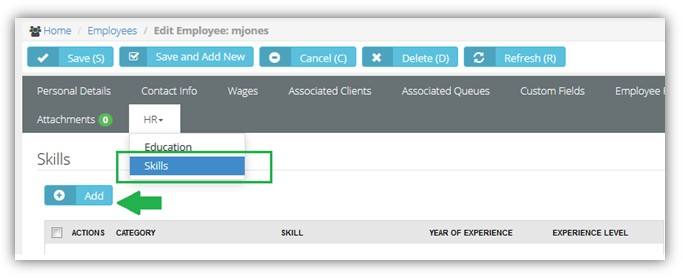 Home / Employees / Edit Employee: mjones
Save (S) Save and Add New Cancel (C) Delete (D) Refresh (R)
Personal Details Contact Info Wages Associated Clients Associated Queues Custom Fields Employee
Attachments 0 HR
Education
Skills
Skills
Add
ACTIONS CATEGORY SKILL YEAR OF EXPERIENCE EXPERIENCE LEVEL